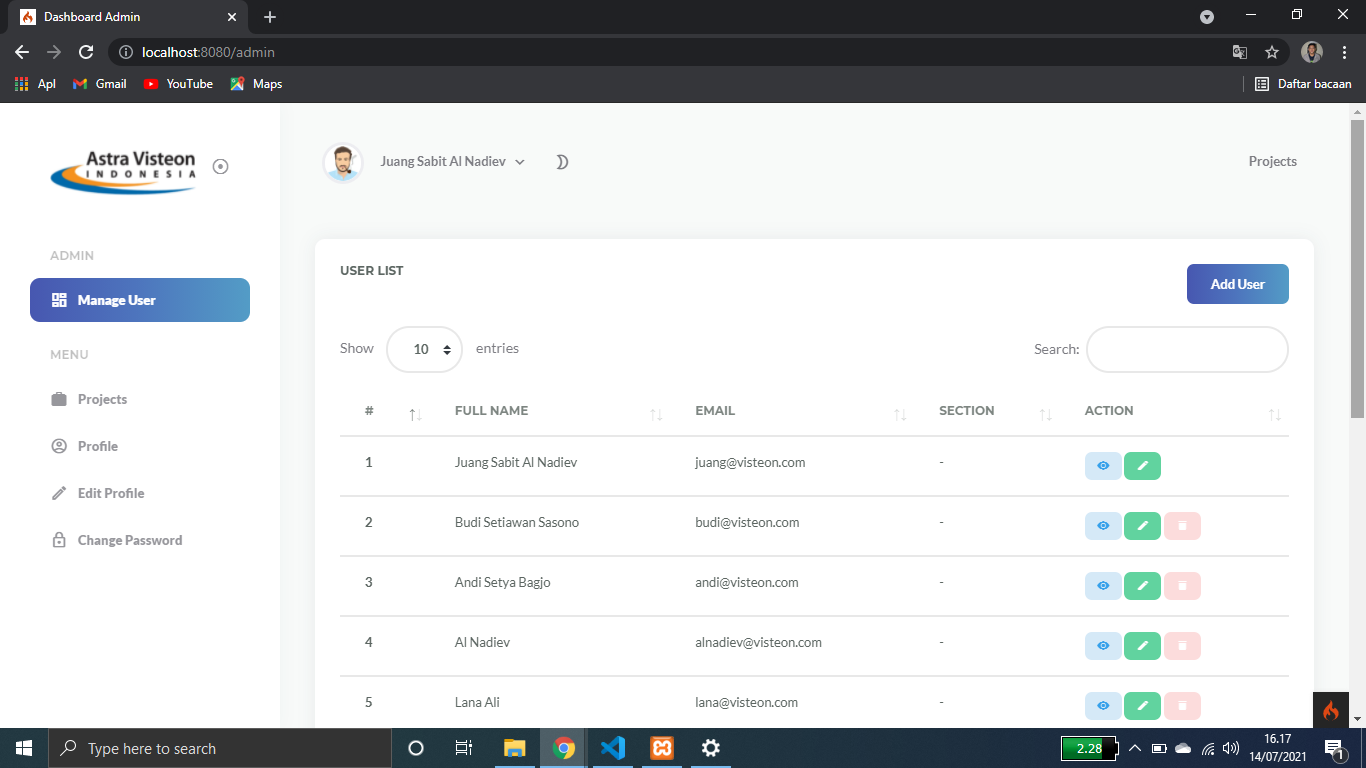 Dashboard Admin
localhost:8080/admin
Apl Gmail YouTube Maps Daftar bacaan
Astra Visteon
INDONESIA
Juang Sabit Al Nadiev
Projects
ADMIN
Manage User
MENU
Projects
Profile
Edit Profile
Change Password
USER LIST
Add User
Show 10 entries
Search:
# FULL NAME EMAIL SECTION ACTION
1 Juang Sabit Al Nadiev juang@visteon.com -
2 Budi Setiawan Sasono budi@visteon.com -
3 Andi Setya Bagjo andi@visteon.com -
4 Al Nadiev alnadiev@visteon.com -
5 Lana Ali lana@visteon.com -
Type here to search
2.28
16.17
14/07/2021
1